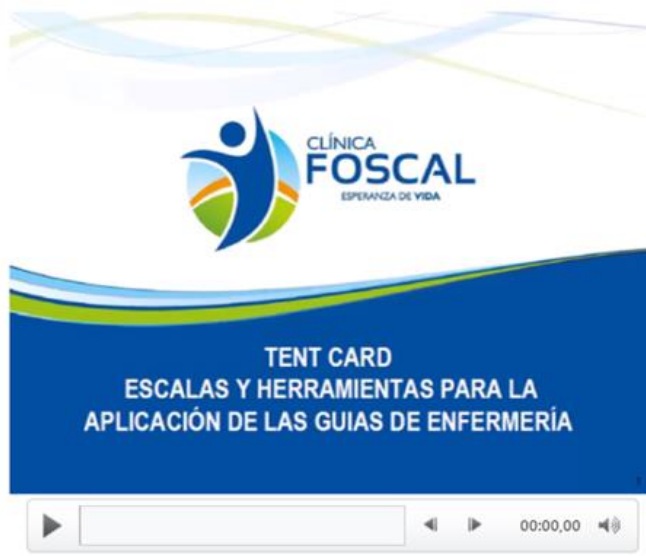 CLÍNICA
FOSCAL
ESPERANZA DE VIDA
TENT CARD
ESCALAS Y HERRAMIENTAS PARA LA
APLICACIÓN DE LAS GUIAS DE ENFERMERÍA
00:00,00